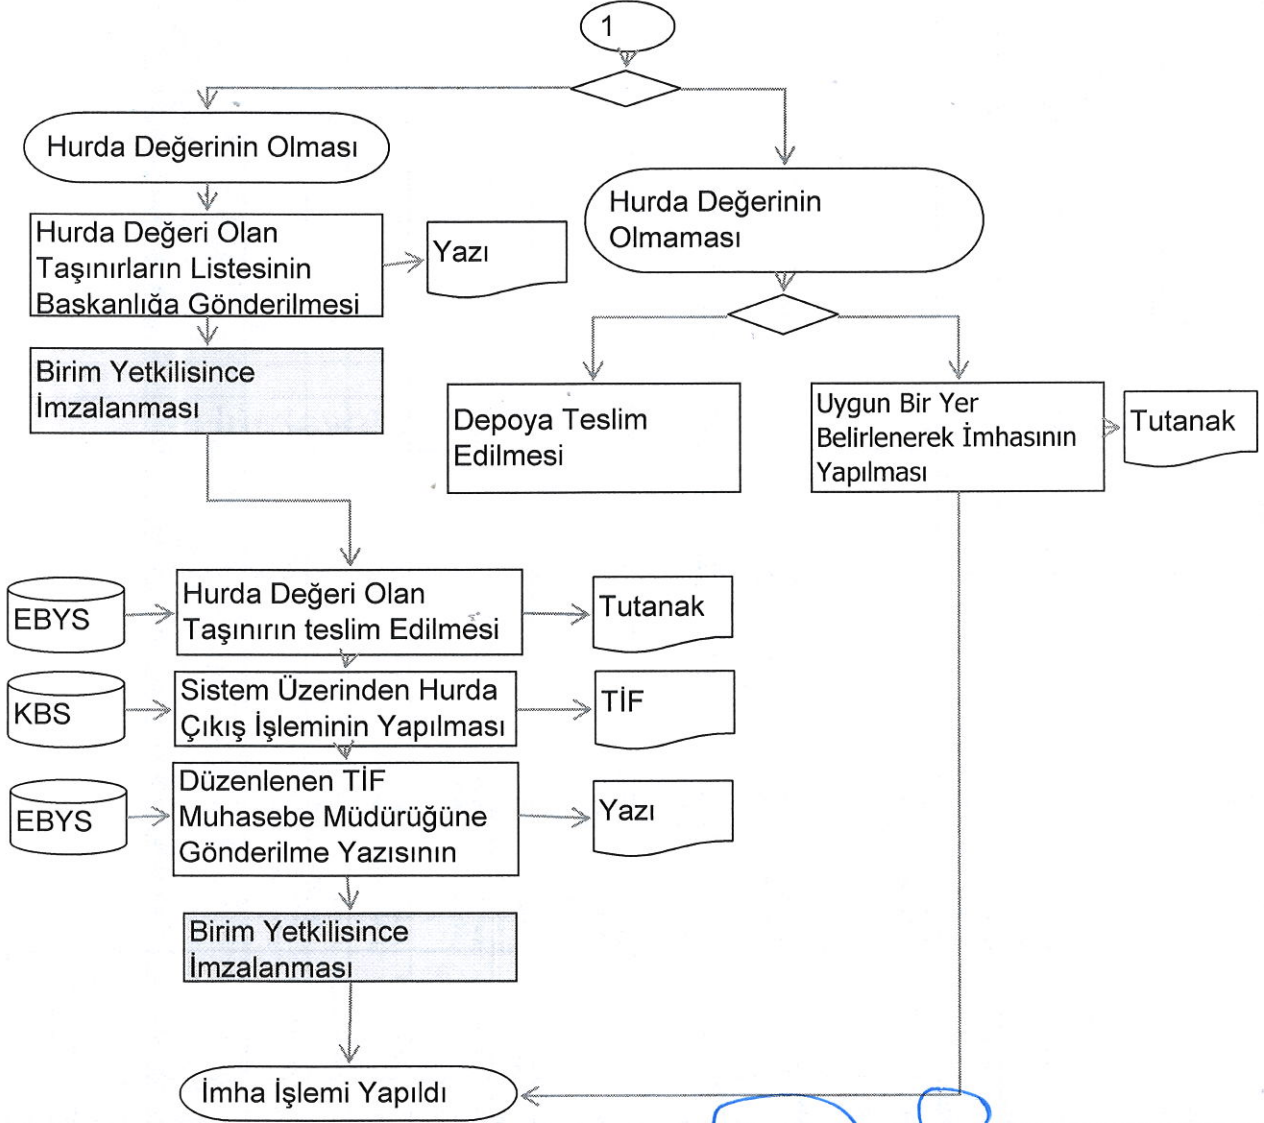 1
Hurda Değerinin Olması
Hurda Değerinin
Olmaması
Hurda Değeri Olan
Taşınırların Listesinin
Başkanlığa Gönderilmesi
Yazı
Birim Yetkilisince
İmzalanması
Depoya Teslim
Edilmesi
Uygun Bir Yer
Belirlenerek İmhasının
Yapılması
Tutanak
EBYS
Hurda Değeri Olan
Taşınırın teslim Edilmesi
Tutanak
KBS
Sistem Üzerinden Hurda
Çıkış İşleminin Yapılması
TİF
EBYS
Düzenlenen TİF
Muhasebe Müdürüğüne
Gönderilme Yazısının
Yazı
Birim Yetkilisince
İmzalanması
İmha İşlemi Yapıldı